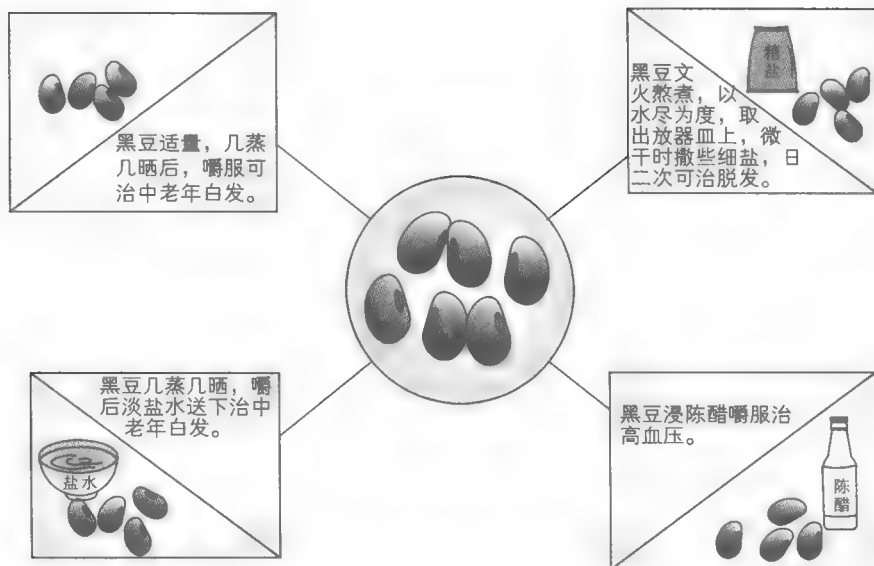 黑豆适量，几蒸
几晒后，嚼服可
治中老年白发。
精
盐
黑豆文
火熬煮，以
水尽为度，取
出放器皿上，微
干时撒些细盐，日
二次可治脱发。
黑豆几蒸几晒，嚼
后淡盐水送下治中
老年白发。
盐水
黑豆浸陈醋嚼服治
高血压。
陈
醋